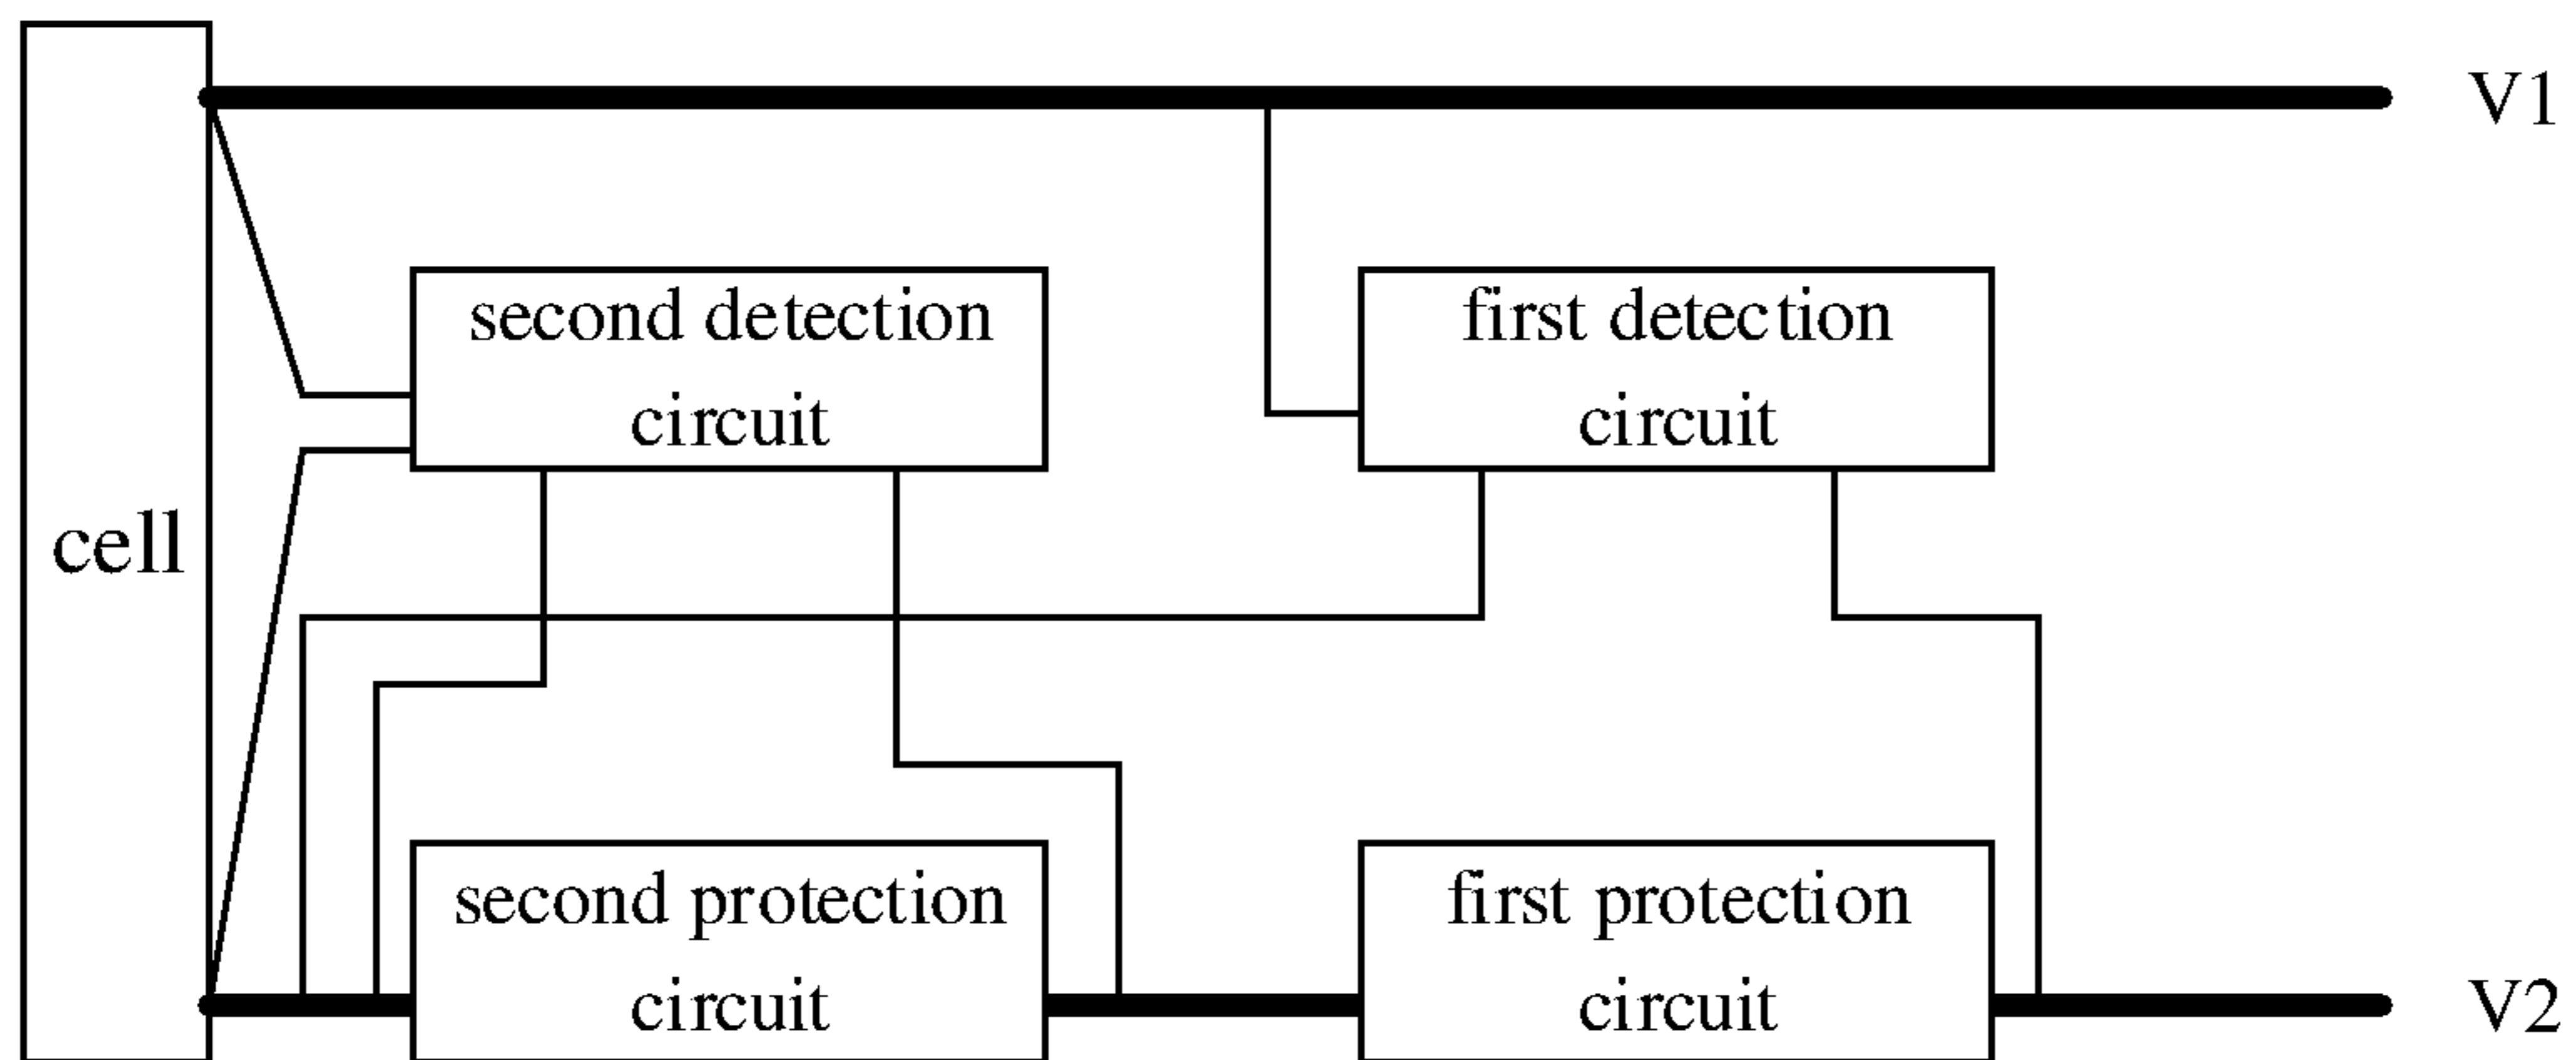 V1
second detection
circuit
first detection
circuit
cell
second protection
circuit
first protection
circuit
V2